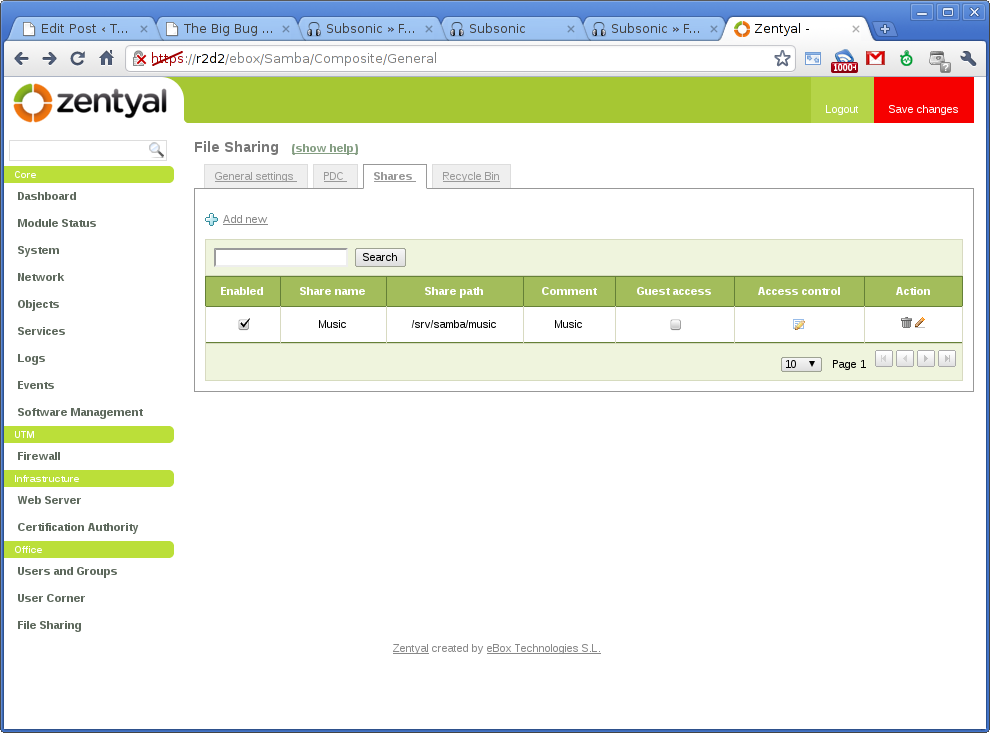 Edit Post ‹ T...
The Big Bug ...
Subsonic » F...
Subsonic
Subsonic » F...
Zentyal -
https://r2d2/ebox/Samba/Composite/General
1000+
zentyal
Logout
Save changes
File Sharing (show help)
General settings
PDC
Shares
Recycle Bin
Core
Dashboard
Module Status
System
Network
Objects
Services
Logs
Events
Software Management
UTM
Firewall
Infrastructure
Web Server
Certification Authority
Office
Users and Groups
User Corner
File Sharing
Add new
Search
Enabled Share name Share path Comment Guest access Access control Action
Music /srv/samba/music Music
10 Page 1
Zentyal created by eBox Technologies S.L.